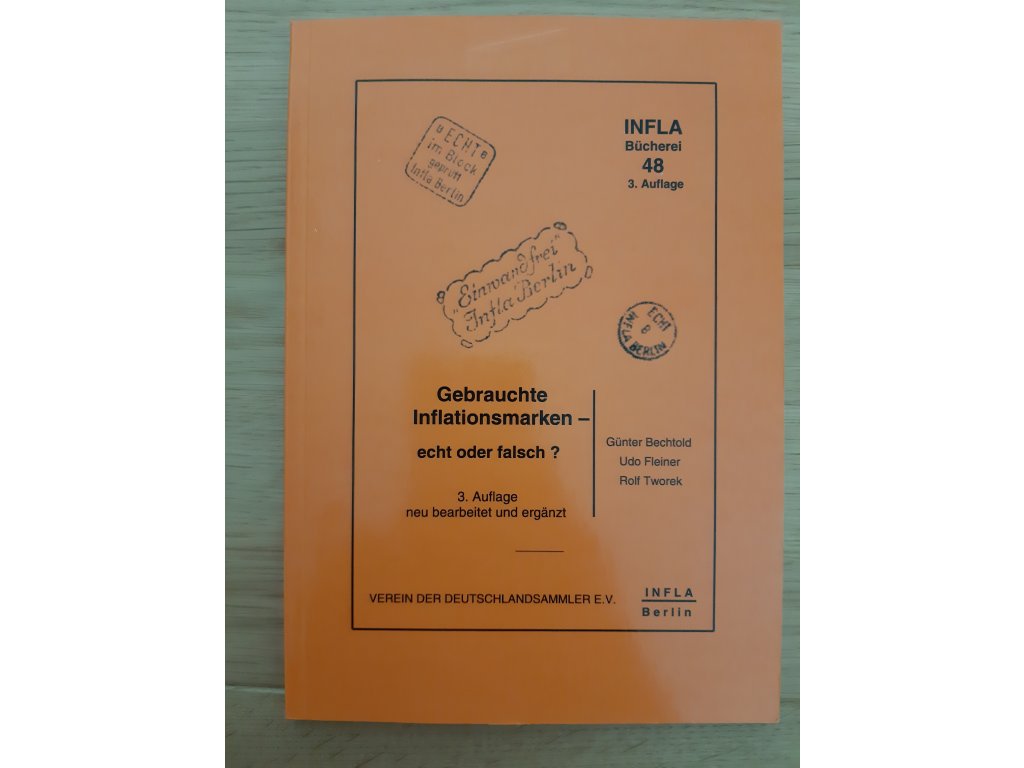 INFLA
Bücherei
48
3. Auflage
ECHT
im Block
geprüft
Infla Berlin
"Einwandfrei"
Infla Berlin
ECHT
8
INFLA BERLIN
Gebrauchte
Inflationsmarken –
echt oder falsch ?
3. Auflage
neu bearbeitet und ergänzt
Günter Bechtold
Udo Fleiner
Rolf Tworek
VEREIN DER DEUTSCHLANDSAMMLER E.V.
INFLA
Berlin